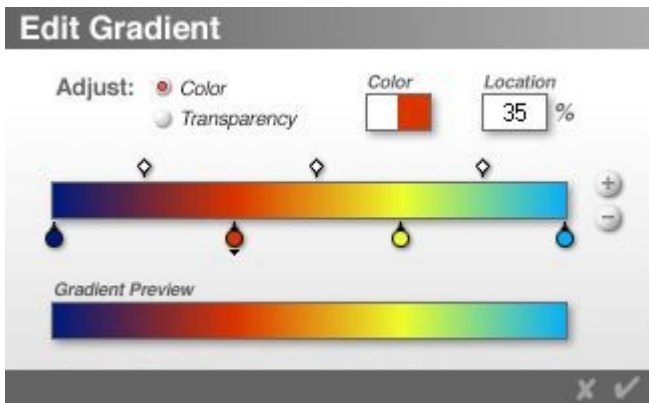 Edit Gradient
Adjust: Color
Transparency
Color
Location
35 %
Gradient Preview